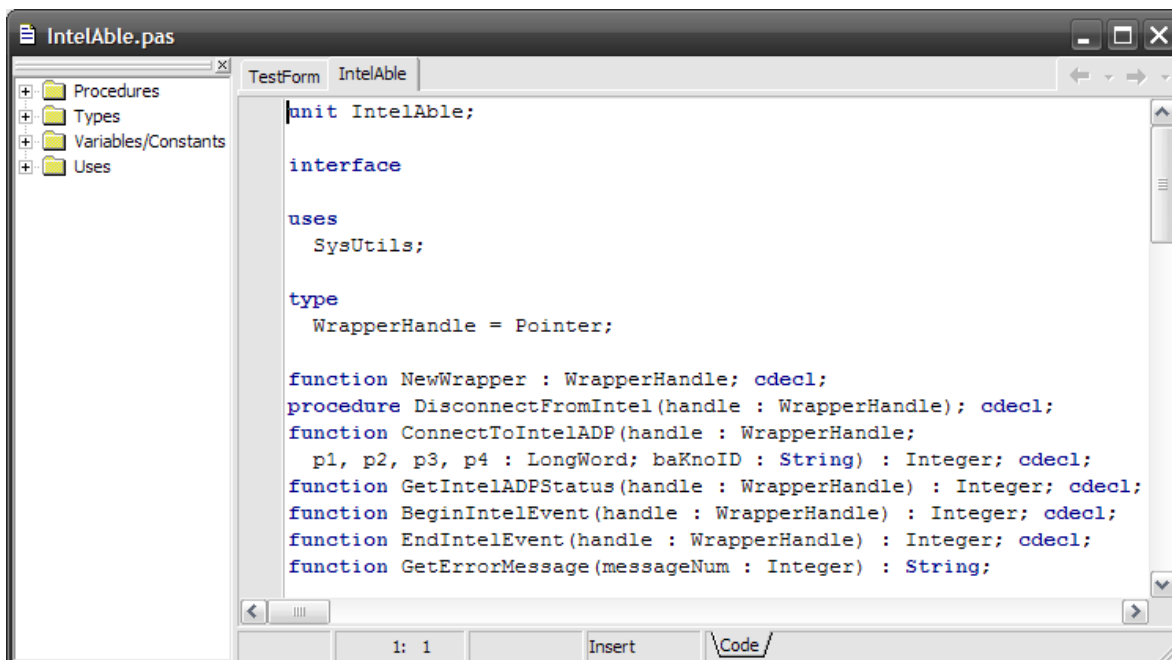 IntelAble.pas
Procedures
Types
Variables/Constants
Uses
TestForm IntelAble
unit IntelAble;
interface
uses
SysUtils;
type
WrapperHandle = Pointer;
function NewWrapper : WrapperHandle; cdecl;
procedure DisconnectFromIntel(handle : WrapperHandle); cdecl;
function ConnectToIntelADP(handle : WrapperHandle;
p1, p2, p3, p4 : LongWord; baKnoID : String) : Integer; cdecl;
function GetIntelADPStatus(handle : WrapperHandle) : Integer; cdecl;
function BeginIntelEvent(handle : WrapperHandle) : Integer; cdecl;
function EndIntelEvent(handle : WrapperHandle) : Integer; cdecl;
function GetErrorMessage(messageNum : Integer) : String;
1: 1 Insert Code